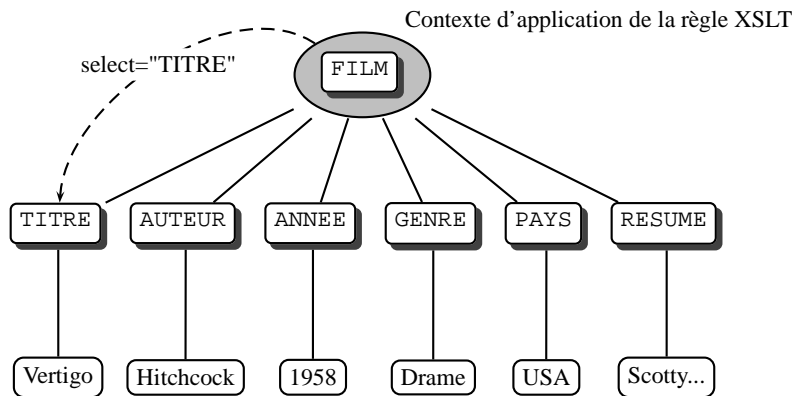 Contexte d'application de la règle XSLT
FILM
select="TITRE"
TITRE AUTEUR ANNEE GENRE PAYS RESUME
Vertigo Hitchcock 1958 Drame USA Scotty...